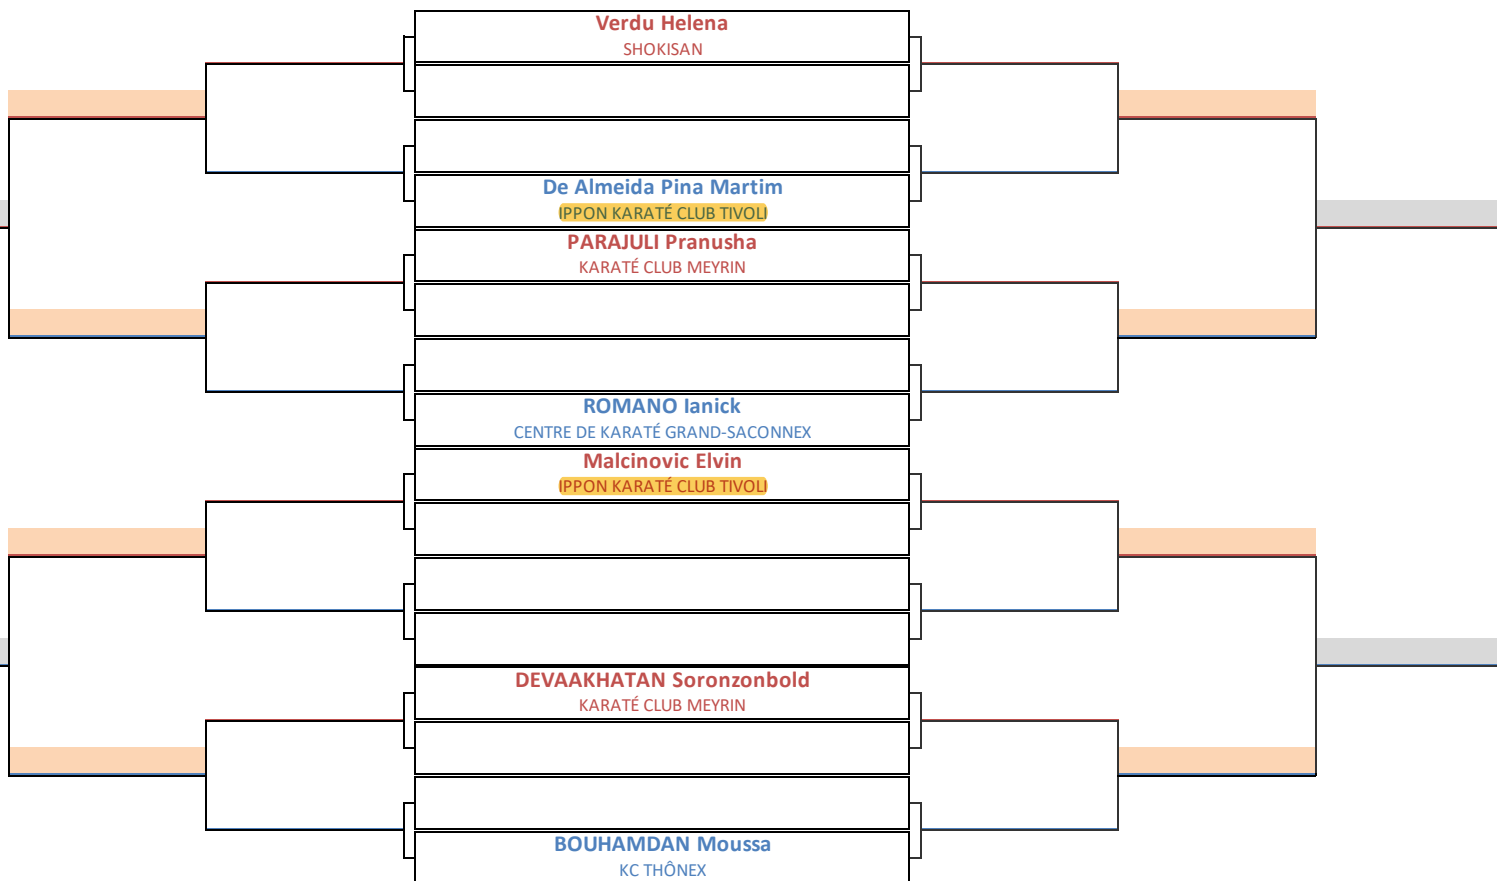 Verdu Helena
SHOKISAN
De Almeida Pina Martim
IPPON KARATÉ CLUB TIVOLI
PARAJULI Pranusha
KARATÉ CLUB MEYRIN
ROMANO Ianick
CENTRE DE KARATÉ GRAND-SACONNEX
Malcinovic Elvin
IPPON KARATÉ CLUB TIVOLI
DEVAAKHATAN Soronzonbold
KARATÉ CLUB MEYRIN
BOUHAMDAN Moussa
KC THÔNEX